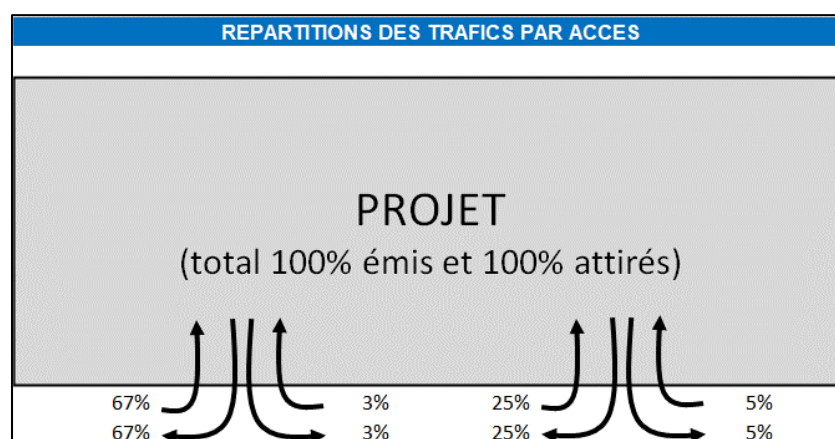 REPARTITIONS DES TRAFICS PAR ACCES
PROJET
(total 100% émis et 100% attirés)
67% 3% 25% 5%
67% 3% 25% 5%